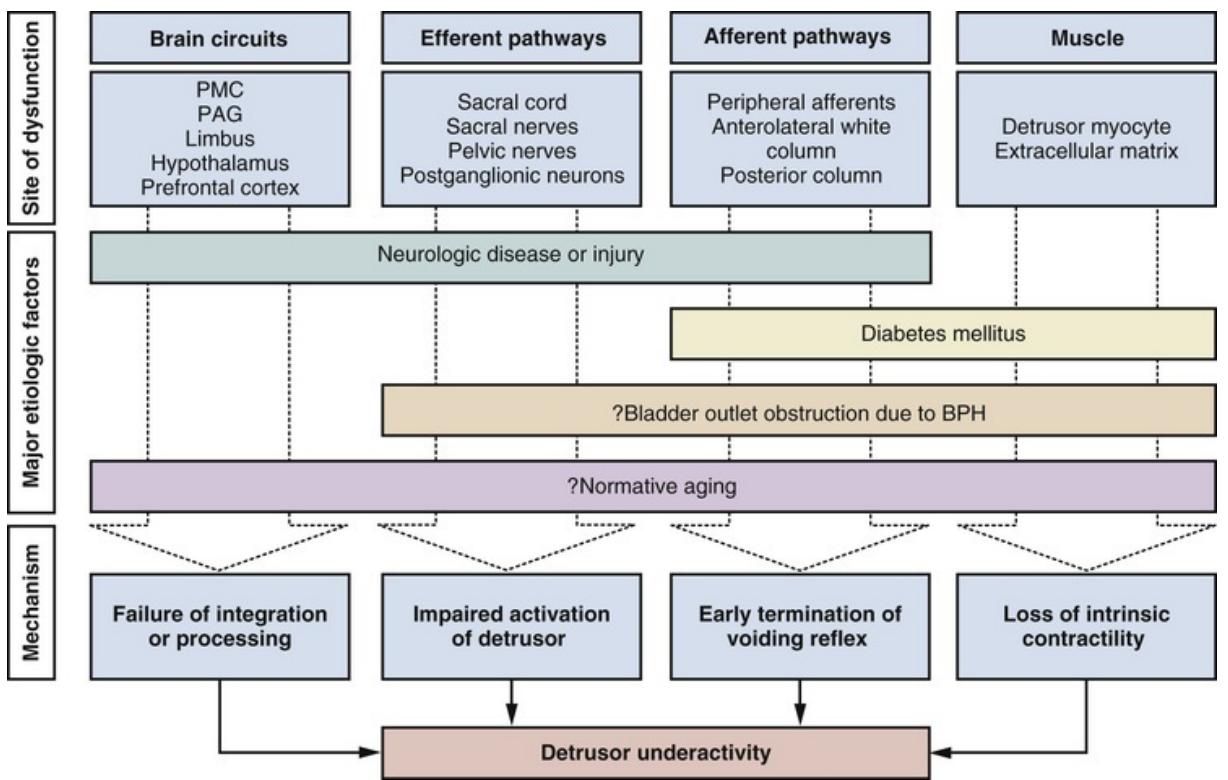 Site of dysfunction
Brain circuits
Efferent pathways
Afferent pathways
Muscle
PMC
PAG
Limbus
Hypothalamus
Prefrontal cortex
Sacral cord
Sacral nerves
Pelvic nerves
Postganglionic neurons
Peripheral afferents
Anterolateral white
column
Posterior column
Detrusor myocyte
Extracellular matrix
Major etiologic factors
Neurologic disease or injury
Diabetes mellitus
?Bladder outlet obstruction due to BPH
?Normative aging
Mechanism
Failure of integration
or processing
Impaired activation
of detrusor
Early termination of
voiding reflex
Loss of intrinsic
contractility
Detrusor underactivity